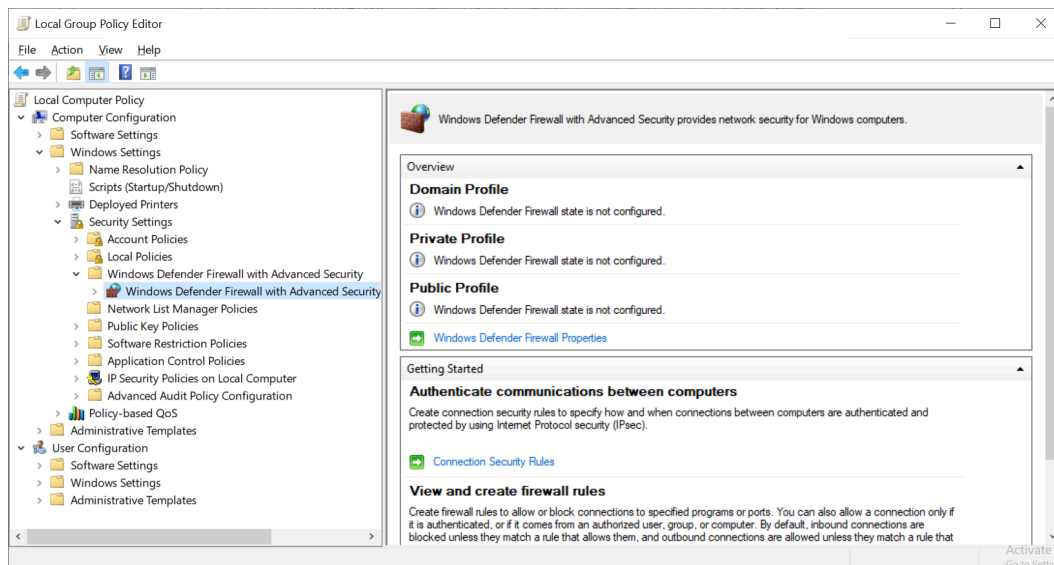 Local Group Policy Editor
File Action View Help
Local Computer Policy
Computer Configuration
Software Settings
Windows Settings
Name Resolution Policy
Scripts (Startup/Shutdown)
Deployed Printers
Security Settings
Account Policies
Local Policies
Windows Defender Firewall with Advanced Security
Windows Defender Firewall with Advanced Security
Network List Manager Policies
Public Key Policies
Software Restriction Policies
Application Control Policies
IP Security Policies on Local Computer
Advanced Audit Policy Configuration
Policy-based QoS
Administrative Templates
User Configuration
Software Settings
Windows Settings
Administrative Templates
Windows Defender Firewall with Advanced Security provides network security for Windows computers.
Overview
Domain Profile
Windows Defender Firewall state is not configured.
Private Profile
Windows Defender Firewall state is not configured.
Public Profile
Windows Defender Firewall state is not configured.
Windows Defender Firewall Properties
Getting Started
Authenticate communications between computers
Create connection security rules to specify how and when connections between computers are authenticated and
protected by using Internet Protocol security (IPsec).
Connection Security Rules
View and create firewall rules
Create firewall rules to allow or block connections to specified programs or ports. You can also allow a connection only if
it is authenticated, or if it comes from an authorized user, group, or computer. By default, inbound connections are
blocked unless they match a rule that allows them, and outbound connections are allowed unless they match a rule that
Activate